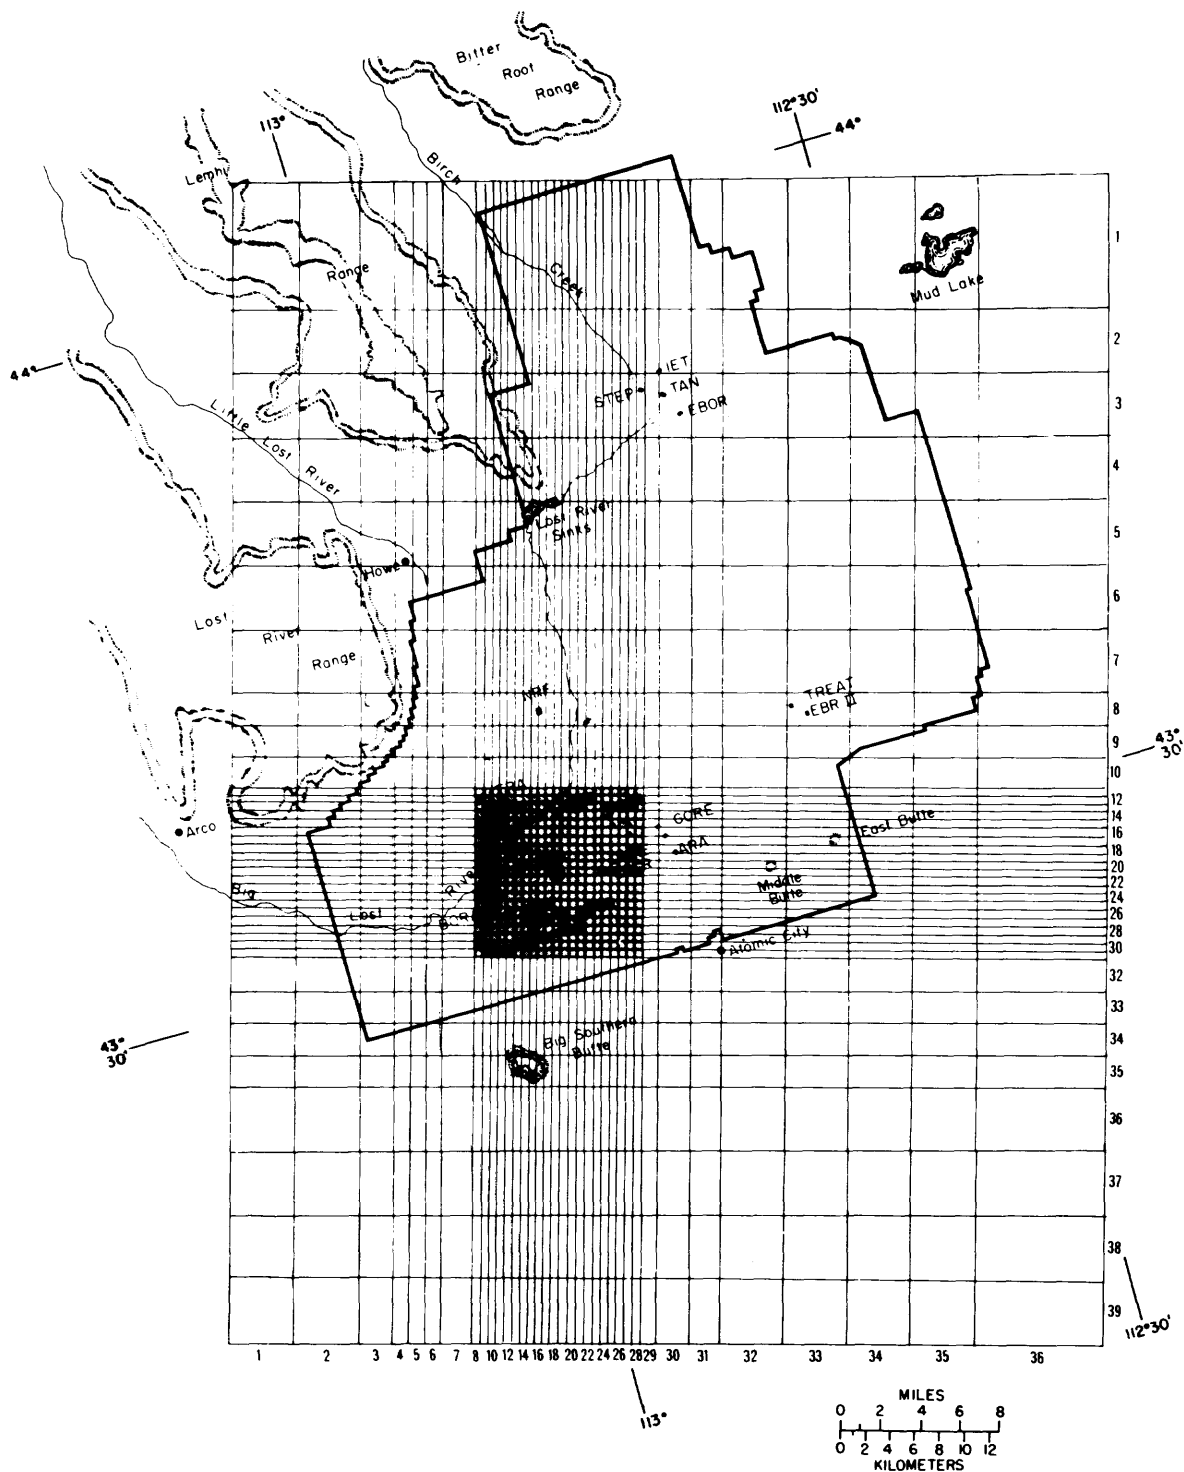 Bitter
Root
Range
112°30'
44°
113°
Birch
Creek
Range
Mud Lake
1
2
IET
STEP
TAN
EBOR
3
44°
Little Lost River
4
Lost River
Sinks
5
Howe
6
Lost
River
Range
7
NRF
TREAT
EBR II
8
9
43°
30'
10
12
14
16
18
20
22
24
26
28
30
32
33
34
35
36
37
38
39
Arco
ARA
East Butte
Middle
Butte
Big
Lost
River
Atomic City
Big Southern
Butte
43°
30'
112°30'
1 2 3 4 5 6 7 8 10 12 14 16 18 20 22 24 26 28 29 30 31 32 33 34 35 36
113°
MILES
0 2 4 6 8
0 2 4 6 8 10 12
KILOMETERS